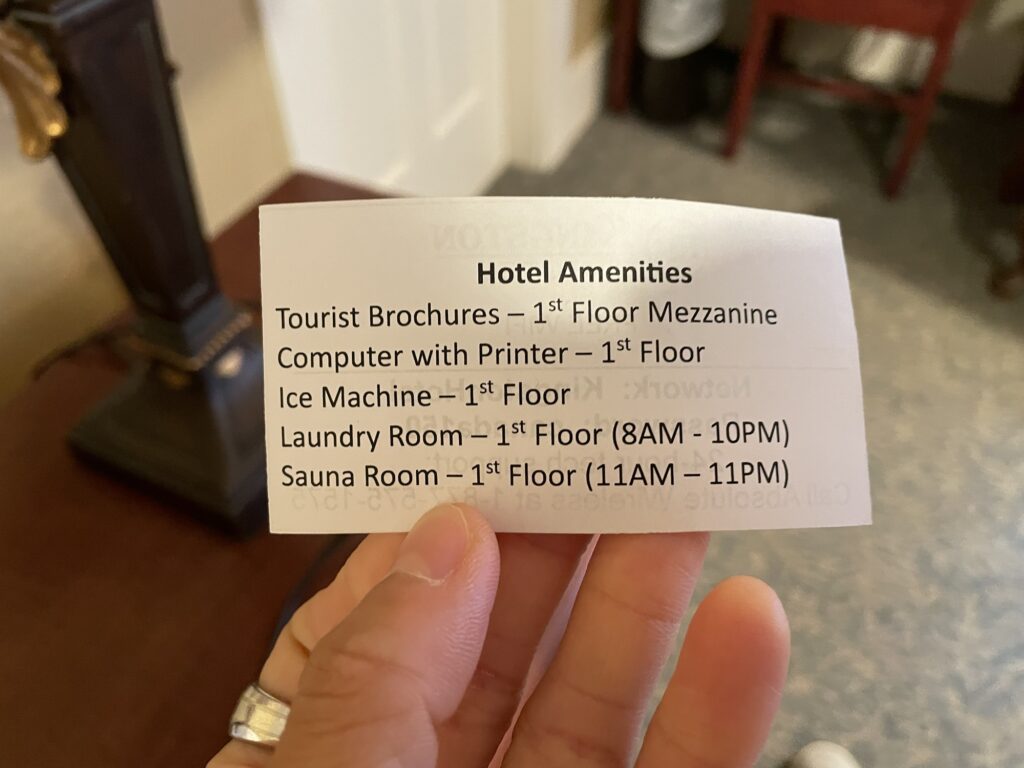 Hotel Amenities
Tourist Brochures – 1st Floor Mezzanine
Computer with Printer – 1st Floor
Ice Machine – 1st Floor
Laundry Room – 1st Floor (8AM - 10PM)
Sauna Room – 1st Floor (11AM – 11PM)